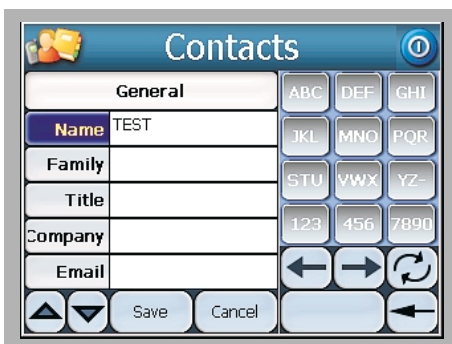 Contacts
General
Name TEST
Family
Title
Company
Email
Save Cancel
ABC DEF GHI
JKL MNO PQR
STU VWX YZ-
123 456 7890